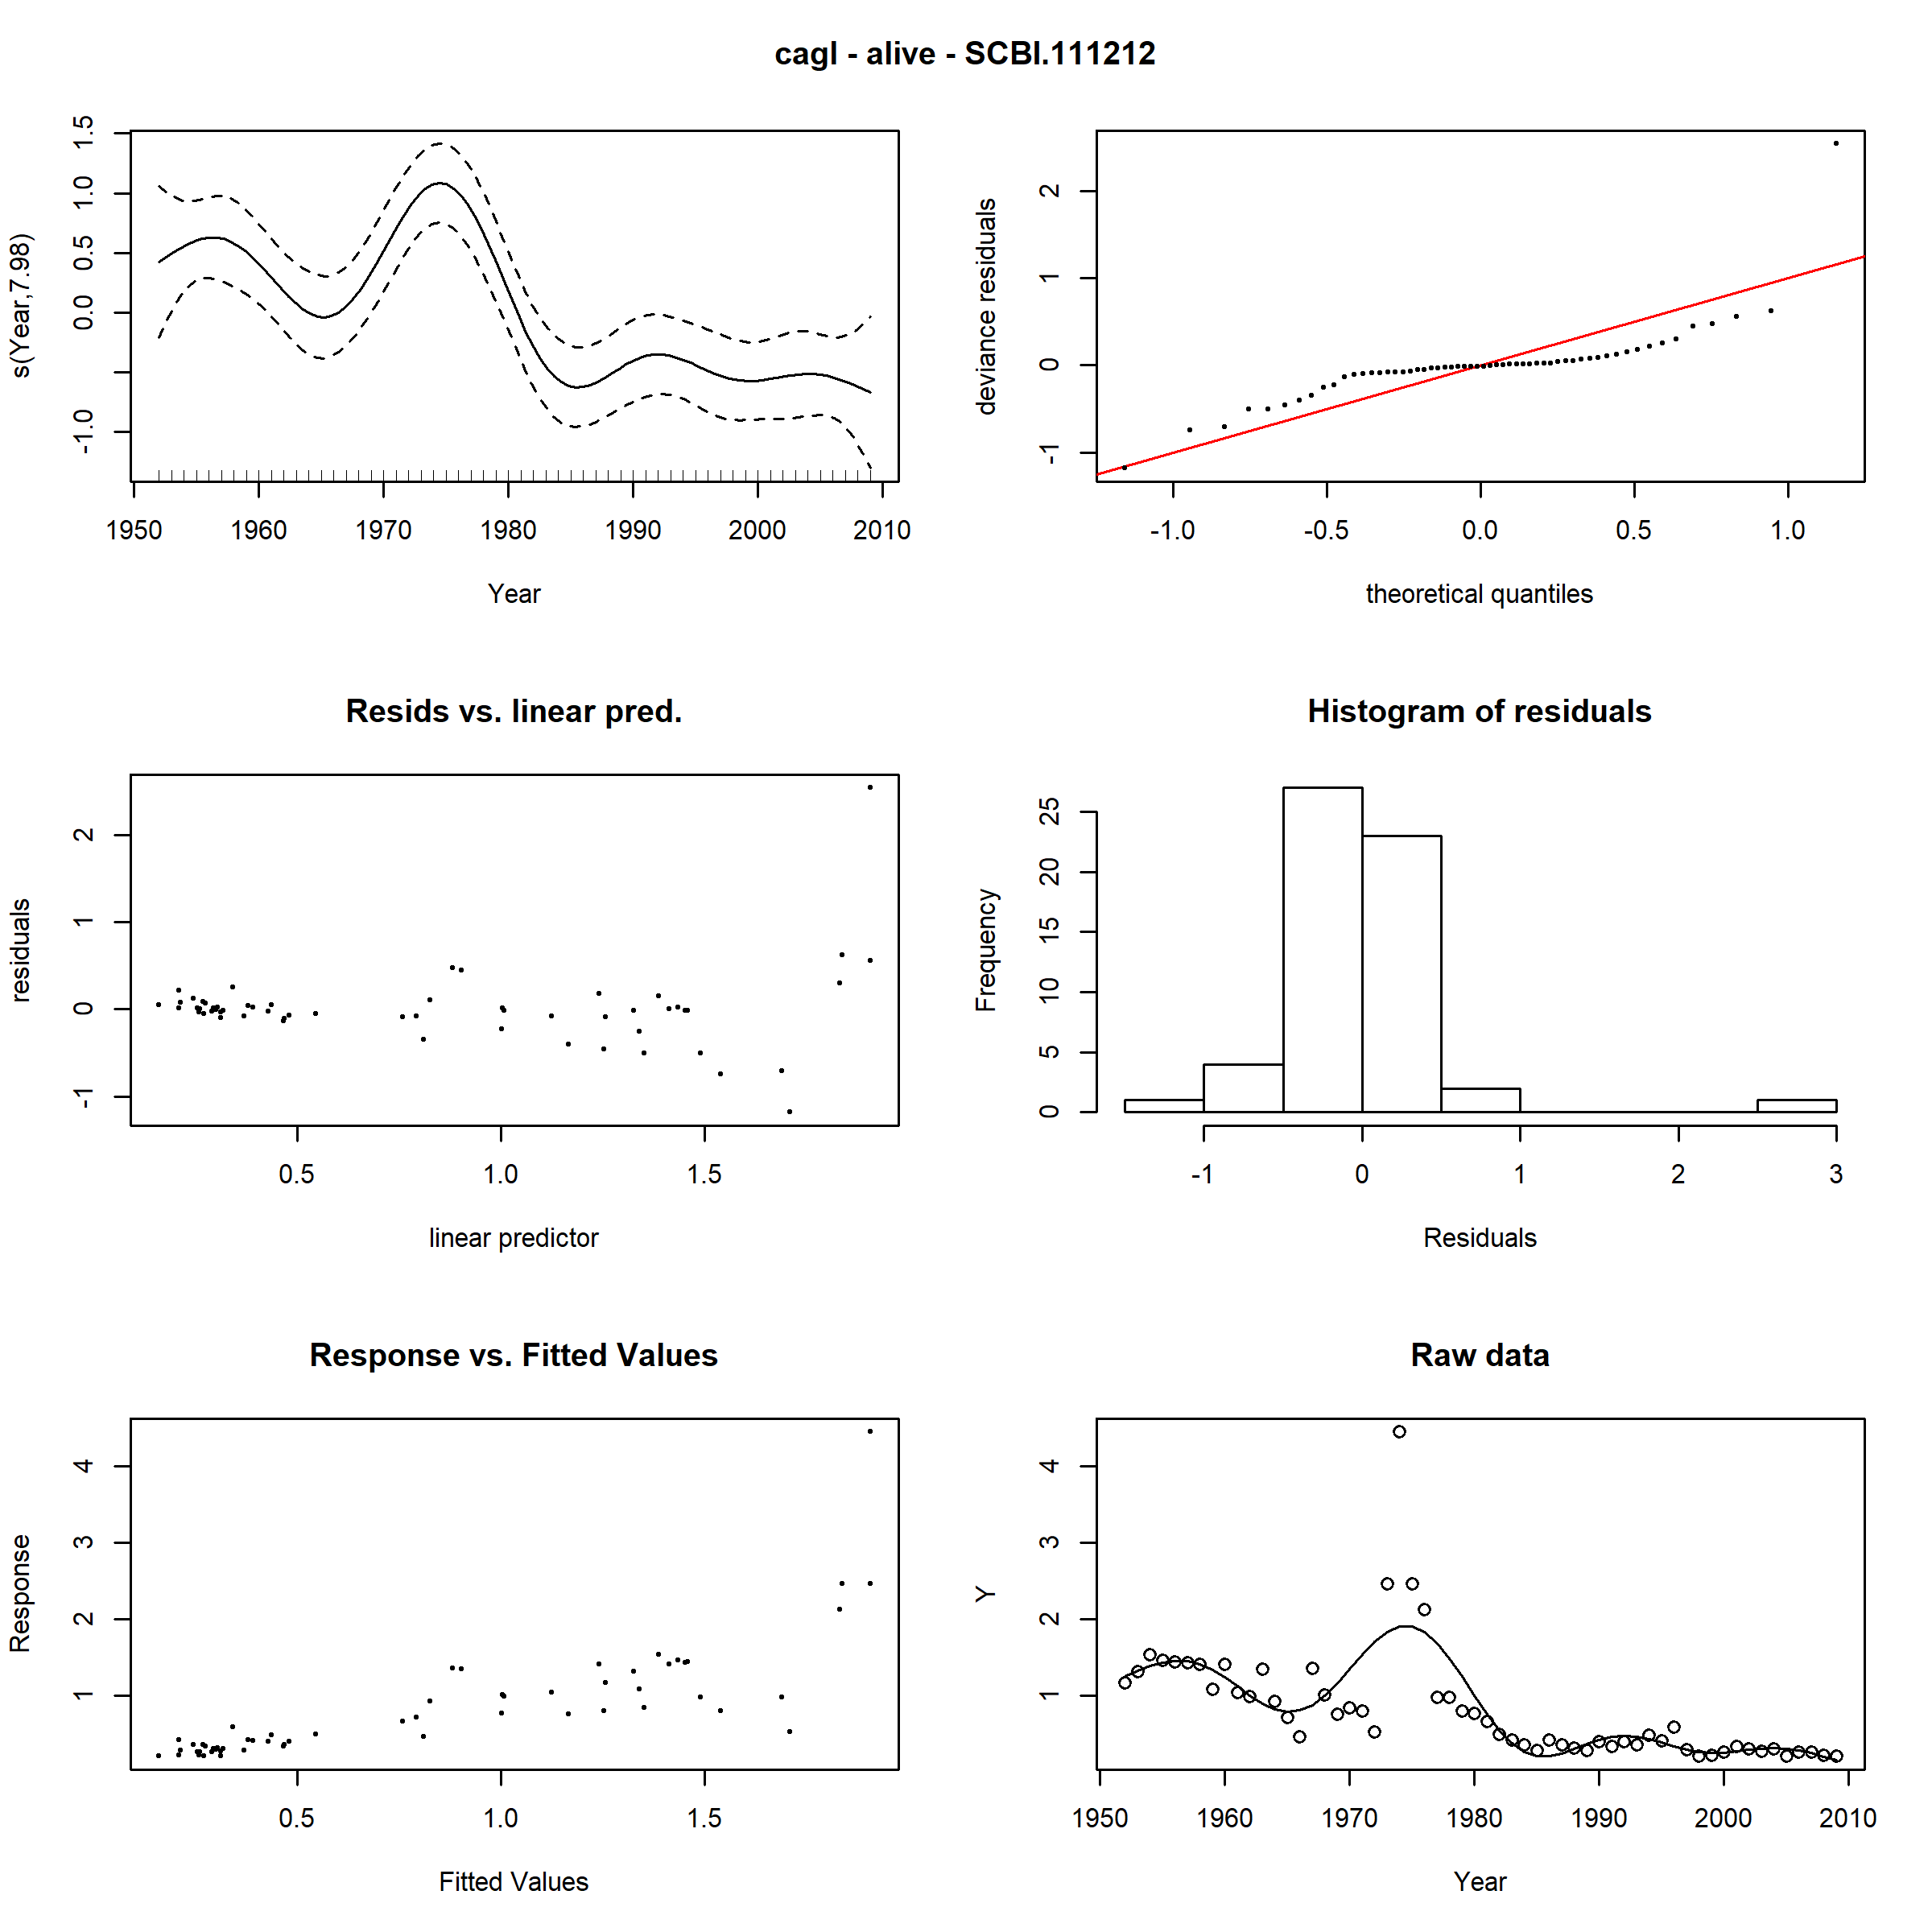 cagl - alive - SCBI.111212
s(Year,7.98)
-1.0 0.0 0.5 1.0 1.5
1950 1960 1970 1980 1990 2000 2010
Year
deviance residuals
-1 0 1 2
-1.0 -0.5 0.0 0.5 1.0
theoretical quantiles
Resids vs. linear pred.
residuals
-1 0 1 2
0.5 1.0 1.5
linear predictor
Histogram of residuals
Frequency
0 5 10 15 20 25
-1 0 1 2 3
Residuals
Response vs. Fitted Values
Response
1 2 3 4
0.5 1.0 1.5
Fitted Values
Raw data
Y
1 2 3 4
1950 1960 1970 1980 1990 2000 2010
Year